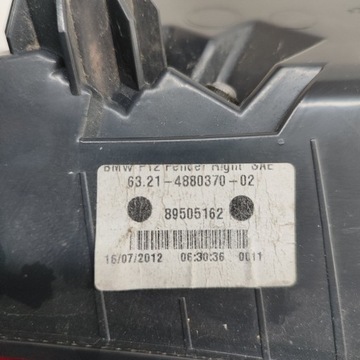 BMW F12 Fender Right SAE
63.21-4880370-02
89505162
16/07/2012 06:30:36 0011